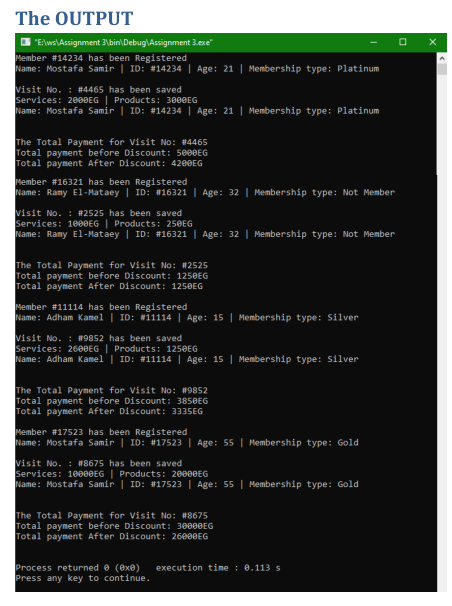 The OUTPUT
"E:\ws\Assignment 3\bin\Debug\Assignment 3.exe"
Member #14234 has been Registered
Name: Mostafa Samir | ID: #14234 | Age: 21 | Membership type: Platinum
Visit No. : #4465 has been saved
Services: 2000EG | Products: 3000EG
Name: Mostafa Samir | ID: #14234 | Age: 21 | Membership type: Platinum
The Total Payment for Visit No: #4465
Total payment before Discount: 5000EG
Total payment After Discount: 4200EG
Member #16321 has been Registered
Name: Ramy El-Mataey | ID: #16321 | Age: 32 | Membership type: Not Member
Visit No. : #2525 has been saved
Services: 1000EG | Products: 250EG
Name: Ramy El-Mataey | ID: #16321 | Age: 32 | Membership type: Not Member
The Total Payment for Visit No: #2525
Total payment before Discount: 1250EG
Total payment After Discount: 1250EG
Member #11114 has been Registered
Name: Adham Kamel | ID: #11114 | Age: 15 | Membership type: Silver
Visit No. : #9852 has been saved
Services: 2600EG | Products: 1250EG
Name: Adham Kamel | ID: #11114 | Age: 15 | Membership type: Silver
The Total Payment for Visit No: #9852
Total payment before Discount: 3850EG
Total payment After Discount: 3335EG
Member #17523 has been Registered
Name: Mostafa Samir | ID: #17523 | Age: 55 | Membership type: Gold
Visit No. : #8675 has been saved
Services: 10000EG | Products: 20000EG
Name: Mostafa Samir | ID: #17523 | Age: 55 | Membership type: Gold
The Total Payment for Visit No: #8675
Total payment before Discount: 30000EG
Total payment After Discount: 26000EG
Process returned 0 (0x0)   execution time : 0.113 s
Press any key to continue.